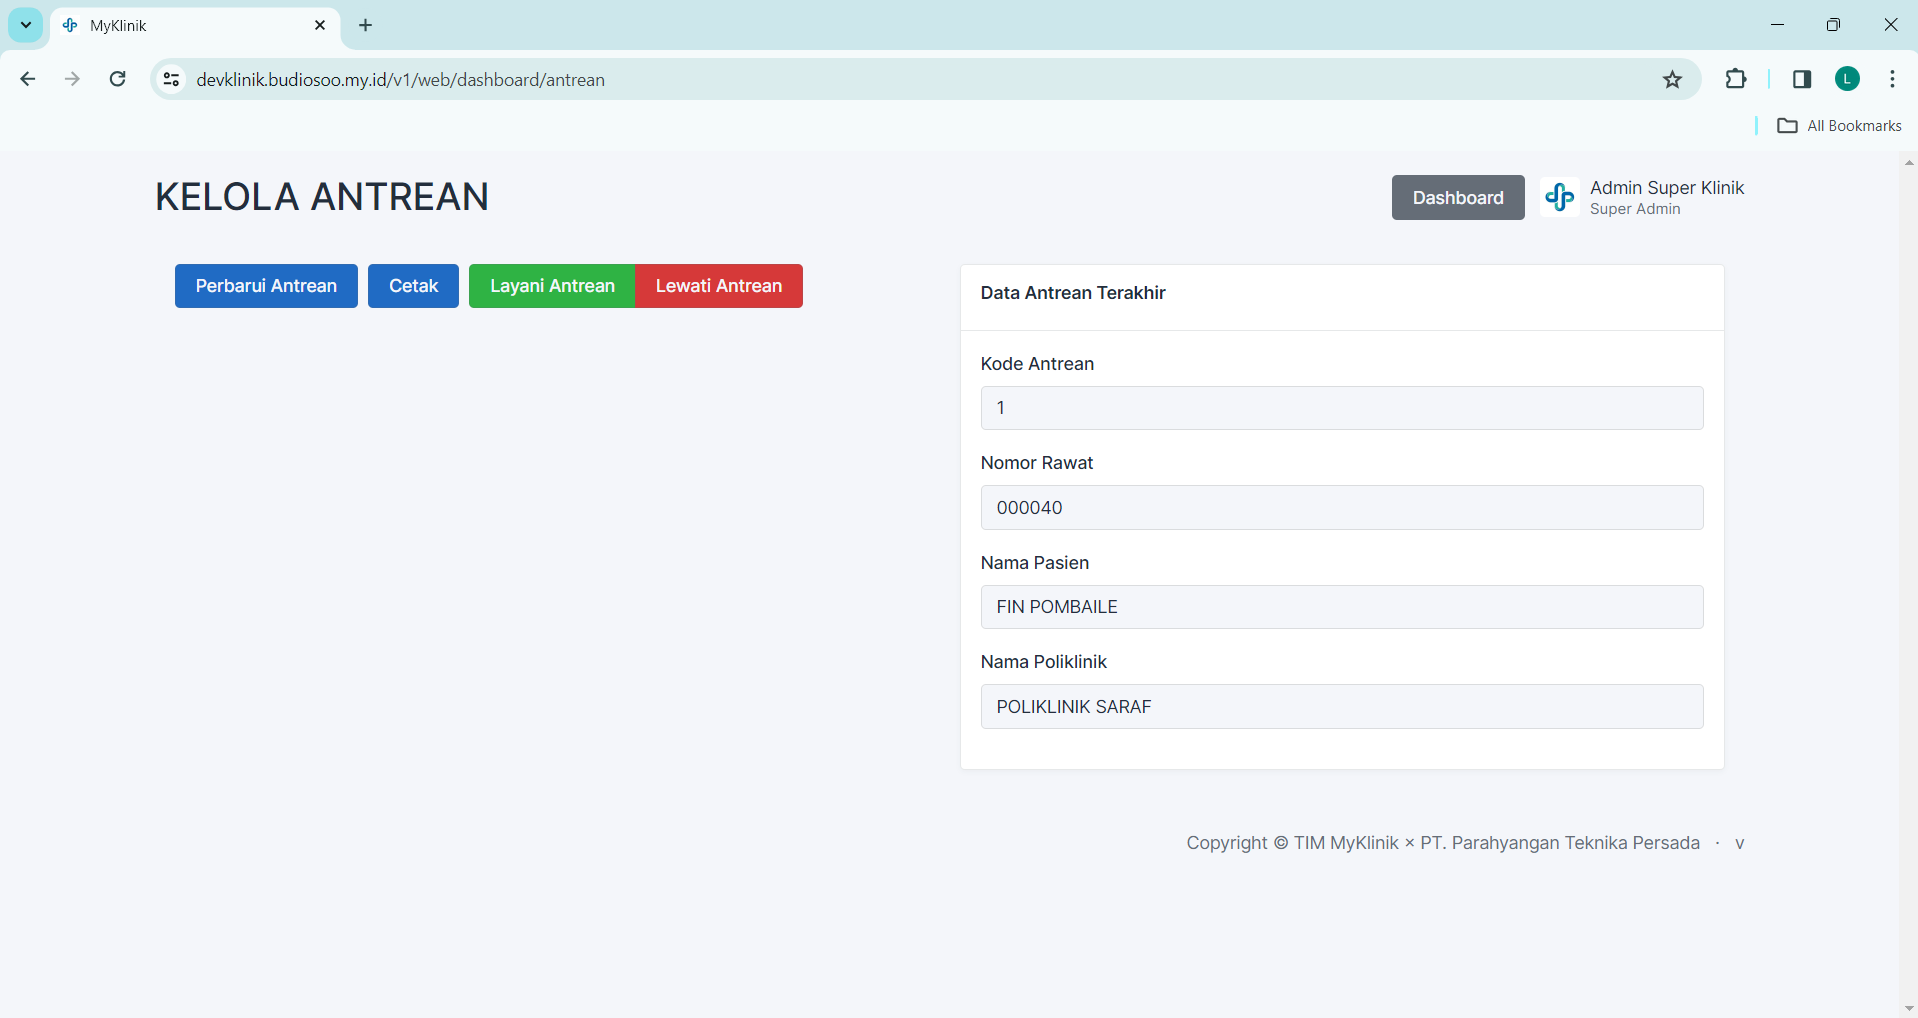 MyKlinik
devklinik.budiosoo.my.id/v1/web/dashboard/antrean
L
All Bookmarks
KELOLA ANTREAN
Dashboard
Admin Super Klinik
Super Admin
Perbarui Antrean
Cetak
Layani Antrean
Lewati Antrean
Data Antrean Terakhir
Kode Antrean
1
Nomor Rawat
000040
Nama Pasien
FIN POMBAILE
Nama Poliklinik
POLIKLINIK SARAF
Copyright © TIM MyKlinik × PT. Parahyangan Teknika Persada · v